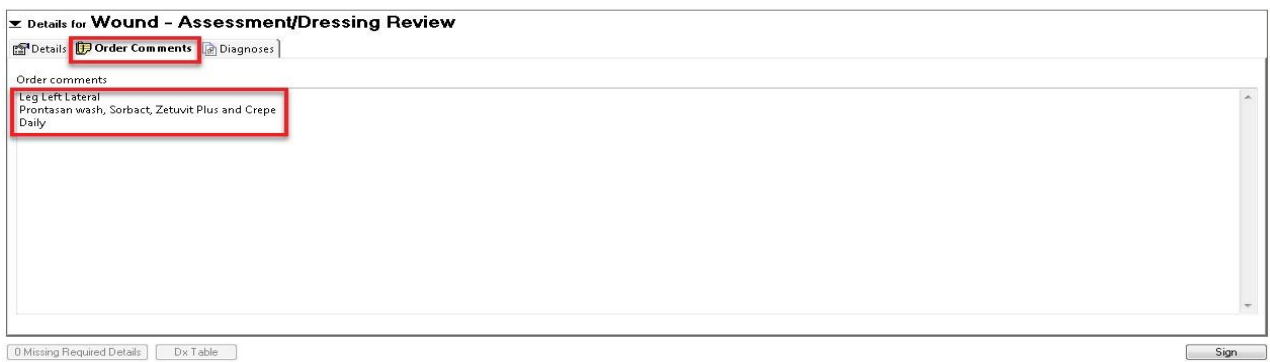 Details for Wound - Assessment/Dressing Review
Details Order Comments Diagnoses
Order comments
Leg Left Lateral
Prontasan wash, Sorbact, Zetuvit Plus and Crepe
Daily
0 Missing Required Details Dx Table Sign